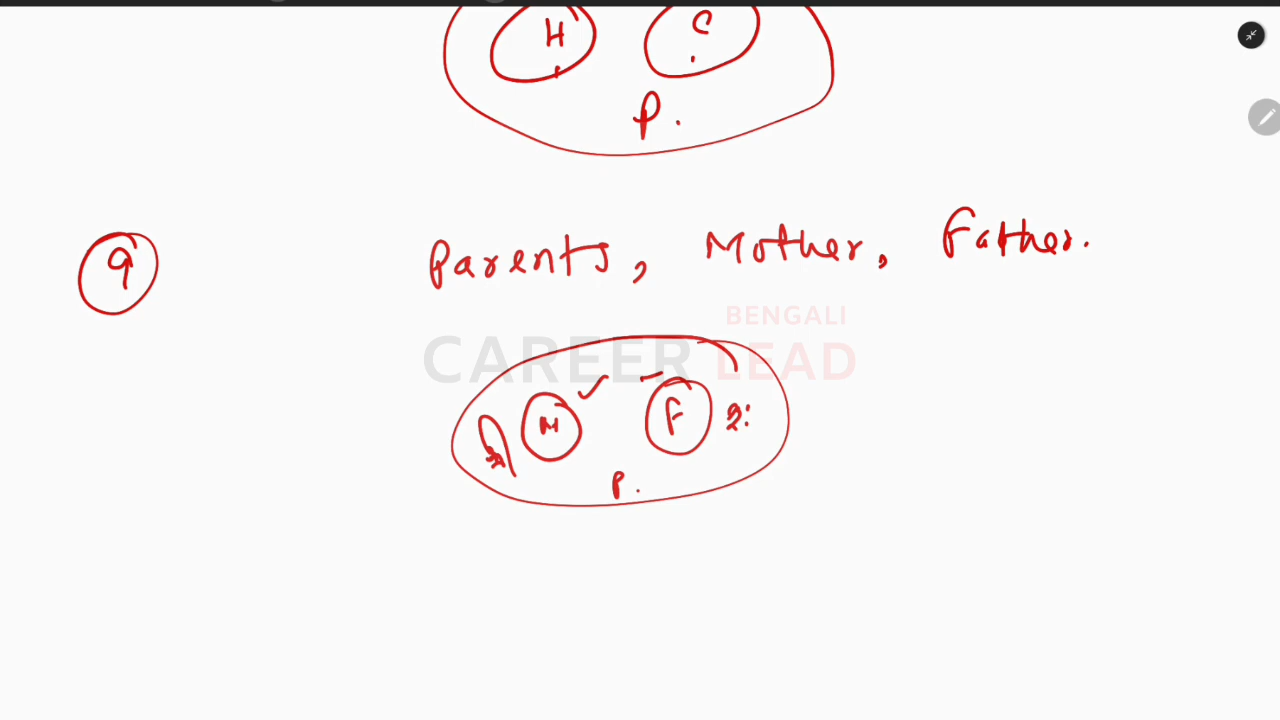 H C
P.
9 Parents, Mother, Father.
BENGALI
CAREER LEAD
M F
P.